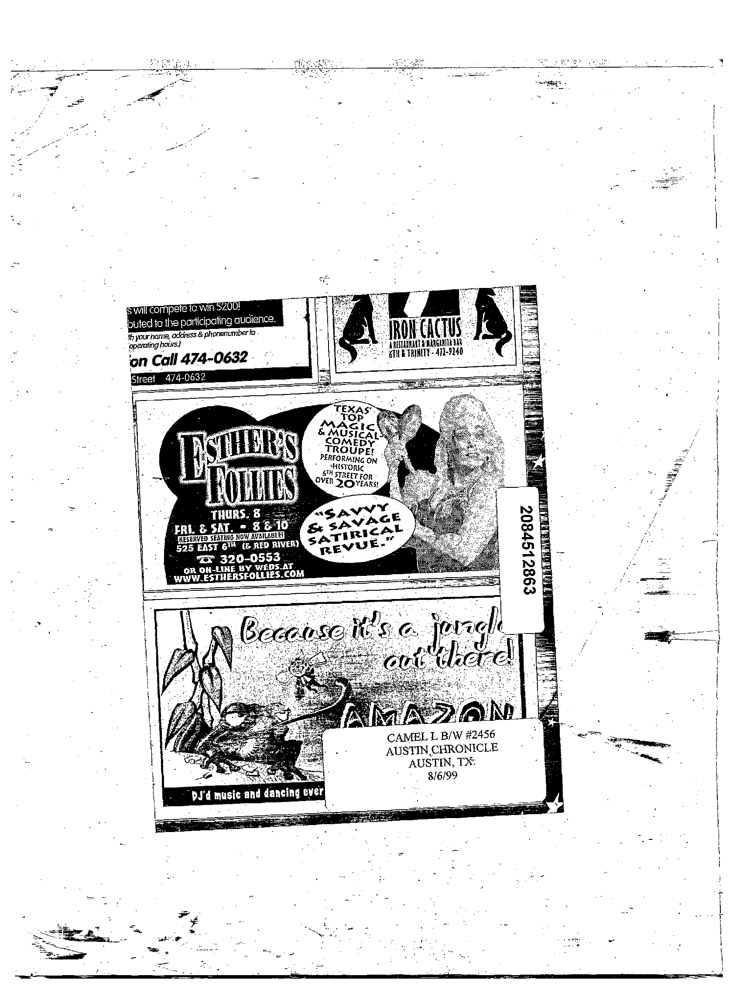 s will compete to win $200!
buted to the participating audience.
th your name, address & phonenumber to
operating hours)
on Call 474-0632
Street 474-0632
IRON CACTUS
A RESTAURANT & MARGARITA BAR
6TH & TRINITY - 472-9240
ESTHER'S
FOLLIES
THURS. 8
FRI. & SAT. - 8 & 10
RESERVED SEATING NOW AVAILABLE!
525 EAST 6TH (& RED RIVER)
☎ 320-0553
OR ON-LINE BY WEDS.AT
WWW.ESTHERSFOLLIES.COM
TEXAS'
TOP
MAGIC
& MUSICAL
COMEDY
TROUPE!
PERFORMING ON
HISTORIC
6TH STREET FOR
OVER 20 YEARS!
"SAVVY
& SAVAGE
SATIRICAL
REVUE."
2084512863
Because it's a jungle
out there!
AMAZON
DJ'd music and dancing ever
CAMEL L B/W #2456
AUSTIN CHRONICLE
AUSTIN, TX.
8/6/99